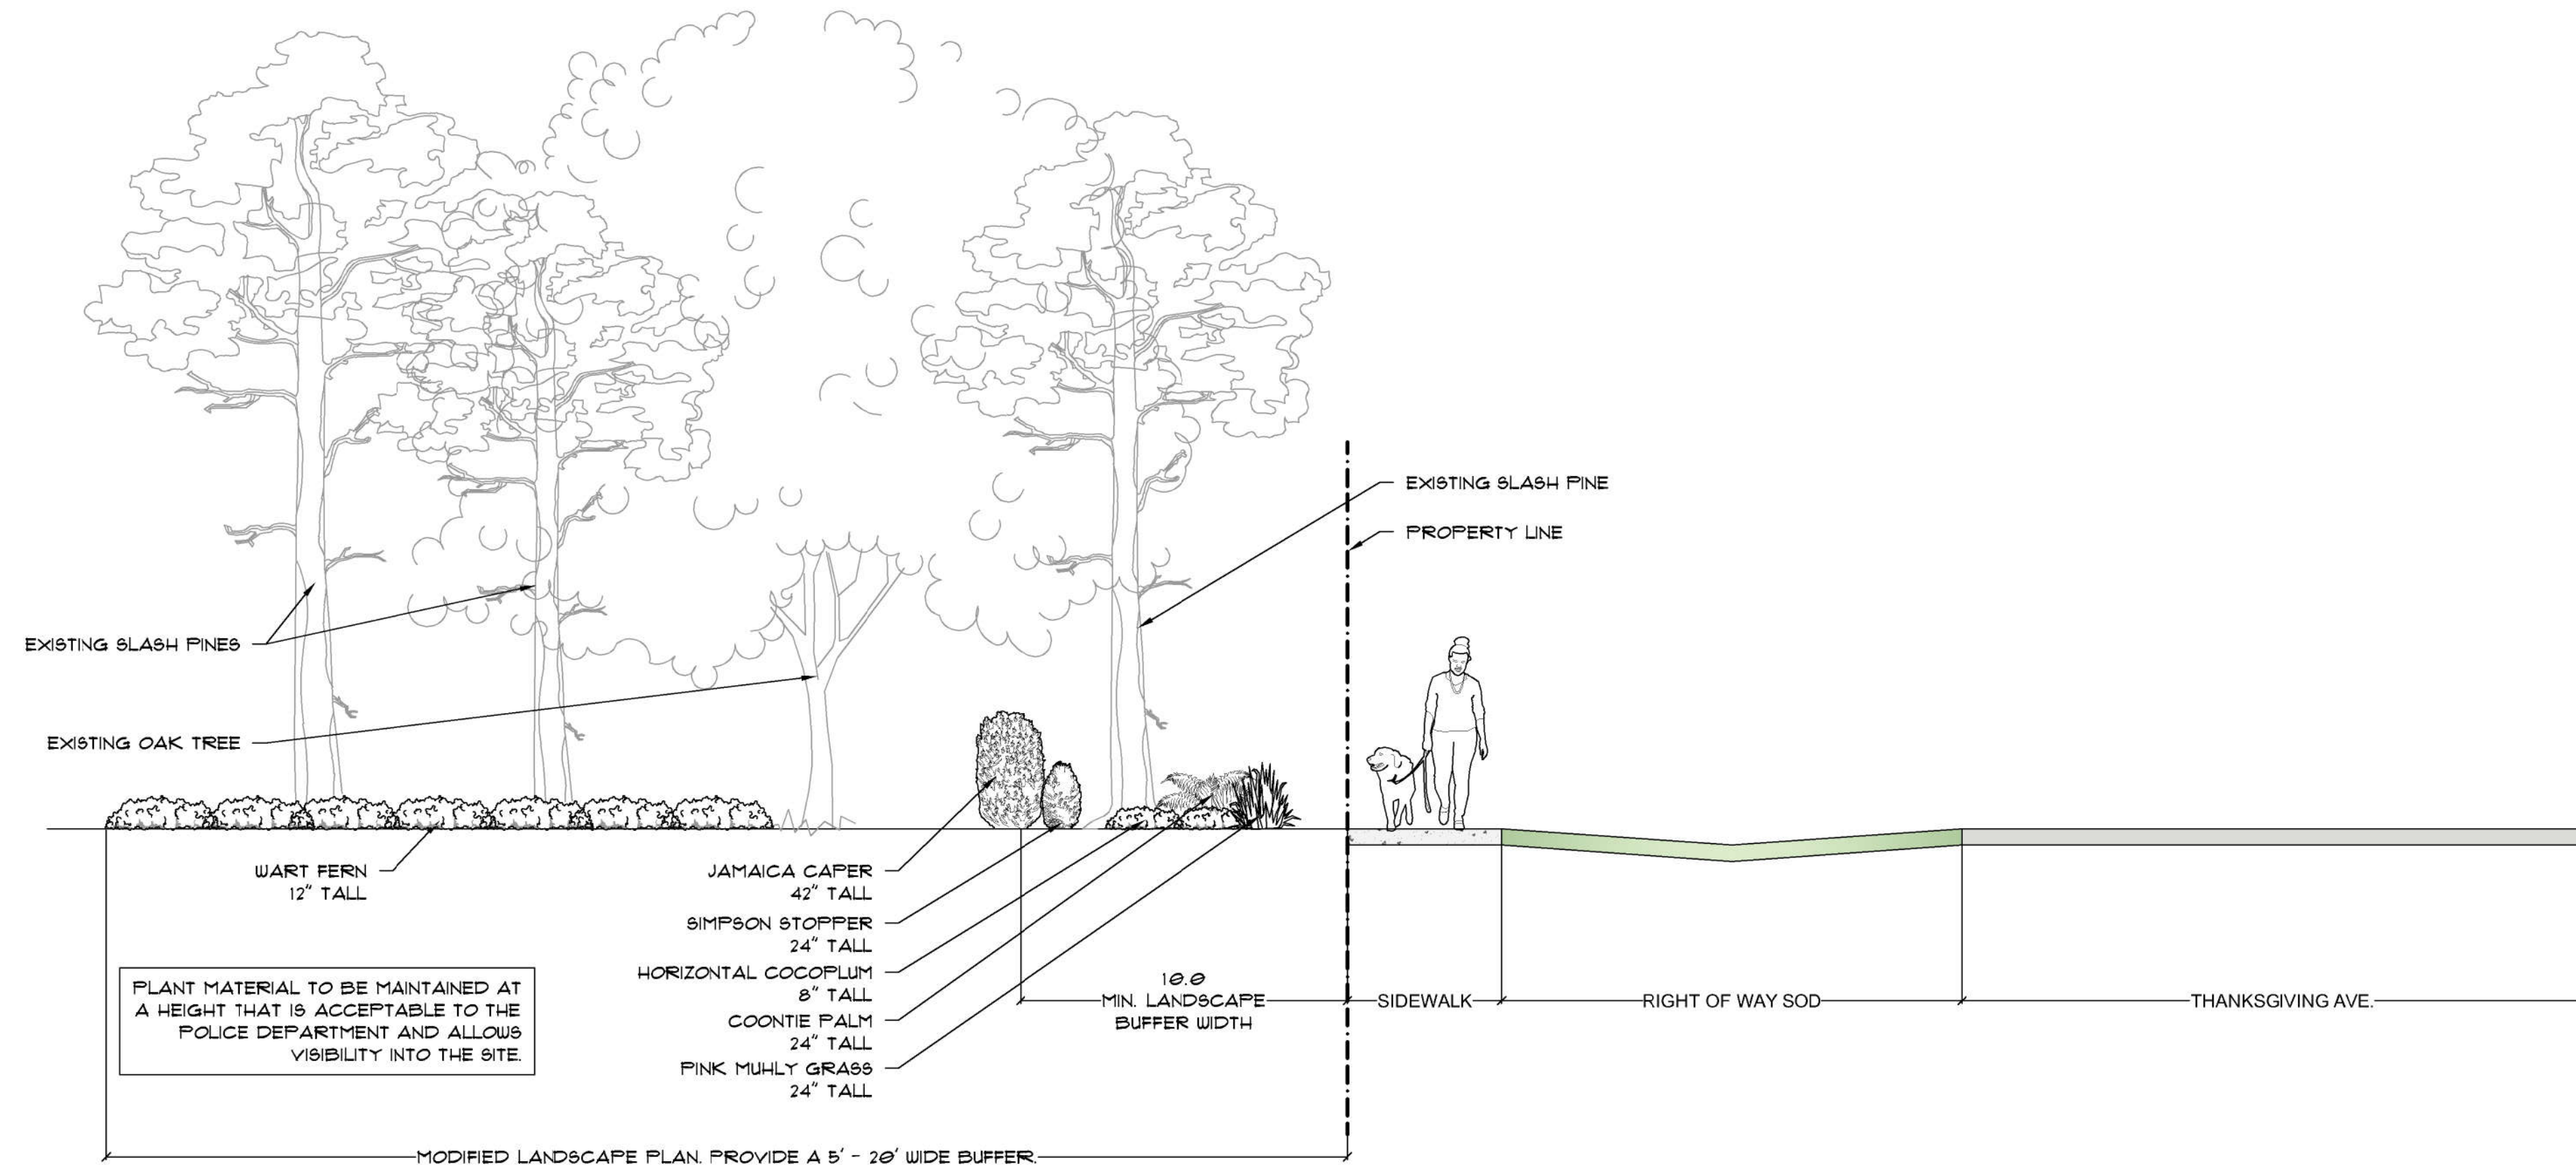 EXISTING SLASH PINE
PROPERTY LINE
EXISTING SLASH PINES
EXISTING OAK TREE
WART FERN
12" TALL
JAMAICA CAPER
42" TALL
SIMPSON STOPPER
24" TALL
HORIZONTAL COCOPLUM
8" TALL
COONTIE PALM
24" TALL
PINK MUHLY GRASS
24" TALL
PLANT MATERIAL TO BE MAINTAINED AT
A HEIGHT THAT IS ACCEPTABLE TO THE
POLICE DEPARTMENT AND ALLOWS
VISIBILITY INTO THE SITE.
10.0
MIN. LANDSCAPE
BUFFER WIDTH
SIDEWALK
RIGHT OF WAY SOD
THANKSGIVING AVE.
MODIFIED LANDSCAPE PLAN. PROVIDE A 5' - 20' WIDE BUFFER.